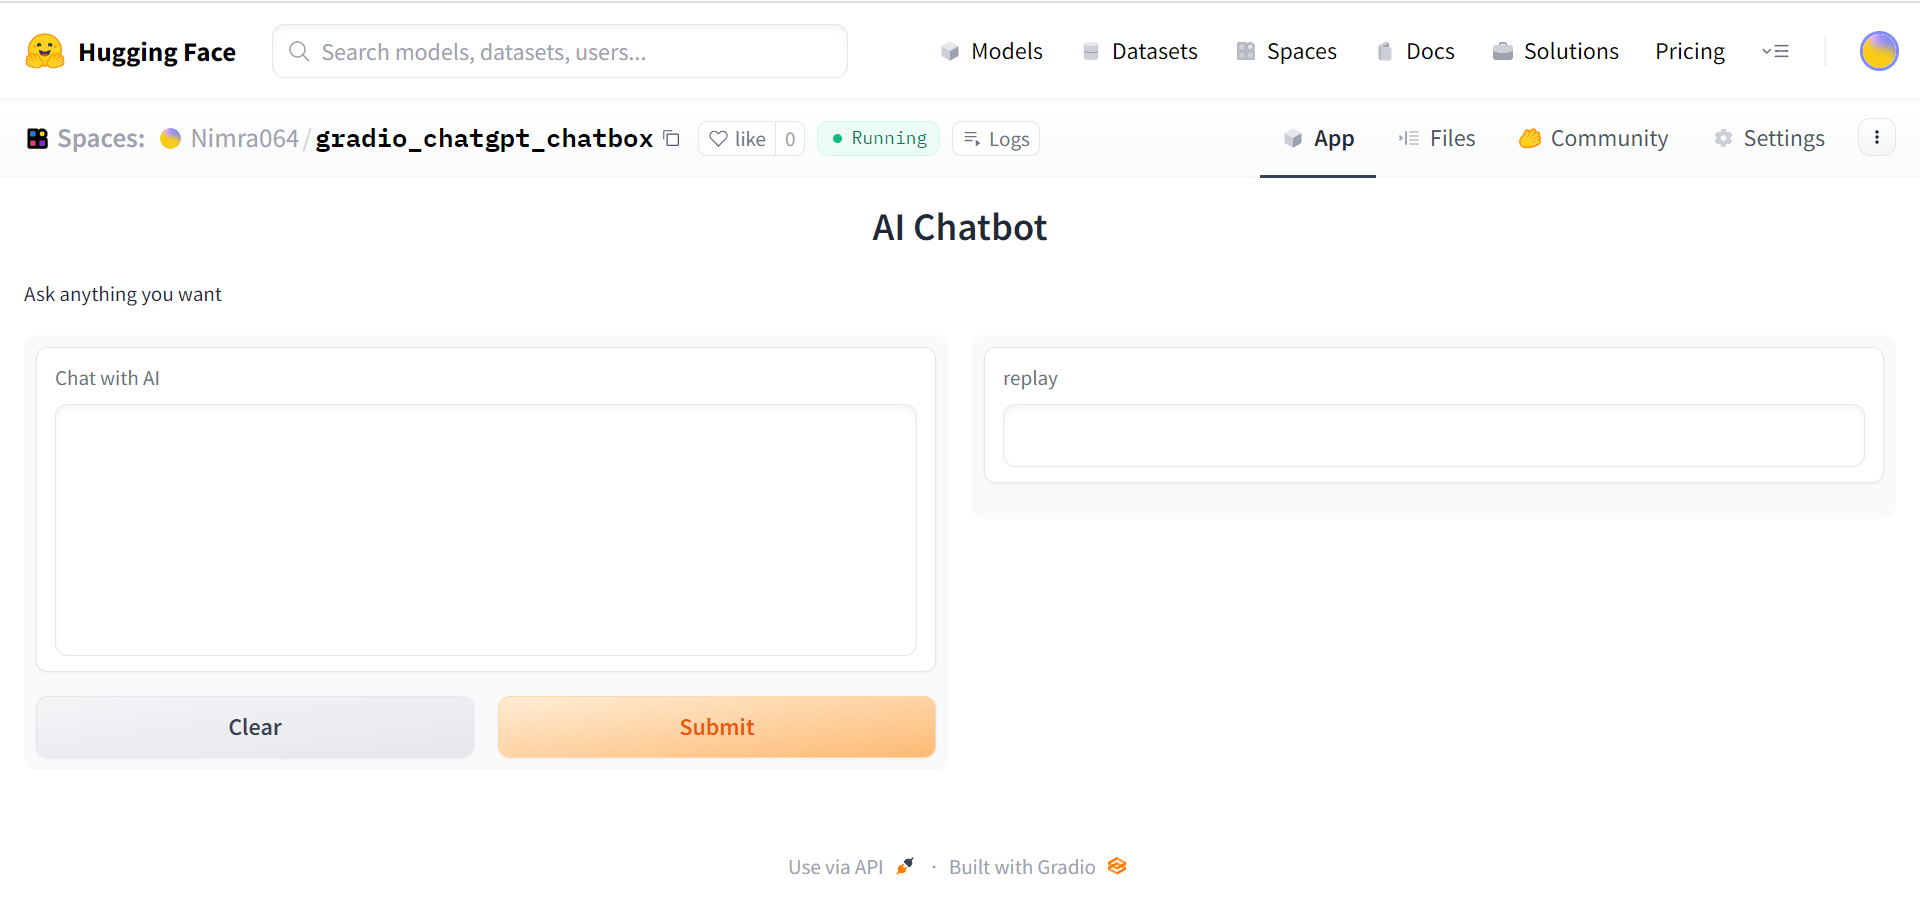 Hugging Face Search models, datasets, users... Models Datasets Spaces Docs Solutions Pricing
Spaces: Nimra064/gradio_chatgpt_chatbox like 0 Running Logs App Files Community Settings
AI Chatbot
Ask anything you want
Chat with AI
replay
Clear Submit
Use via API · Built with Gradio